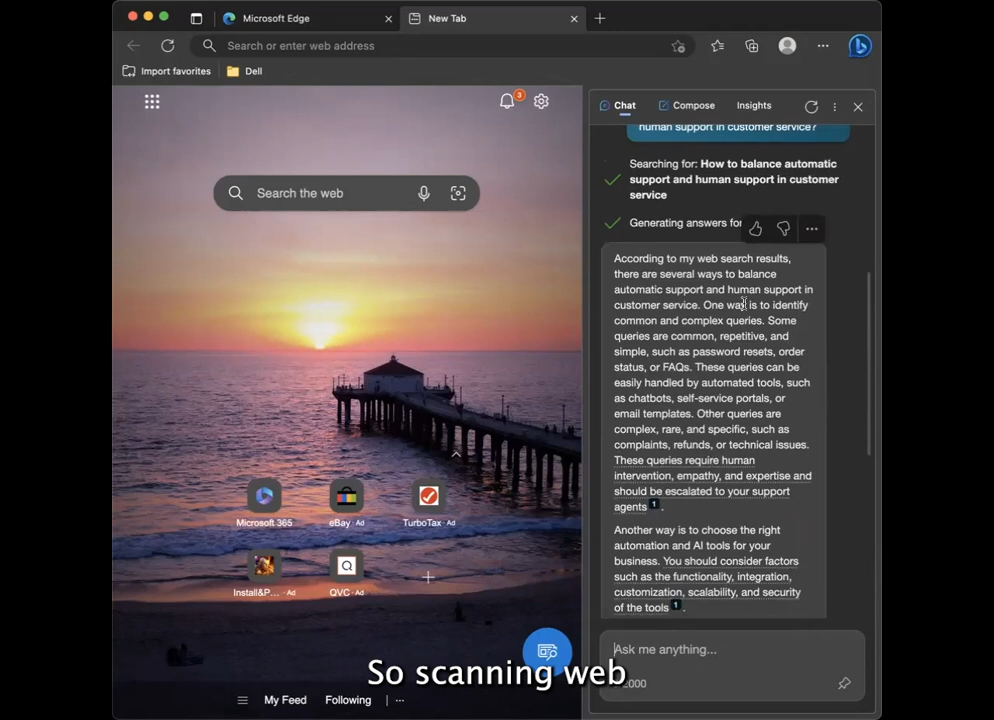 Microsoft Edge
New Tab
Search or enter web address
Import favorites
Dell
3
Search the web
Microsoft 365
eBay · Ad
TurboTax · Ad
Install&P... · Ad
QVC · Ad
My Feed
Following
...
Chat
Compose
Insights
human support in customer service?
Searching for: How to balance automatic
support and human support in customer
service
Generating answers for
According to my web search results,
there are several ways to balance
automatic support and human support in
customer service. One way is to identify
common and complex queries. Some
queries are common, repetitive, and
simple, such as password resets, order
status, or FAQs. These queries can be
easily handled by automated tools, such
as chatbots, self-service portals, or
email templates. Other queries are
complex, rare, and specific, such as
complaints, refunds, or technical issues.
These queries require human
intervention, empathy, and expertise and
should be escalated to your support
agents 1 .
Another way is to choose the right
automation and AI tools for your
business. You should consider factors
such as the functionality, integration,
customization, scalability, and security
of the tools 1 .
Ask me anything...
So scanning web